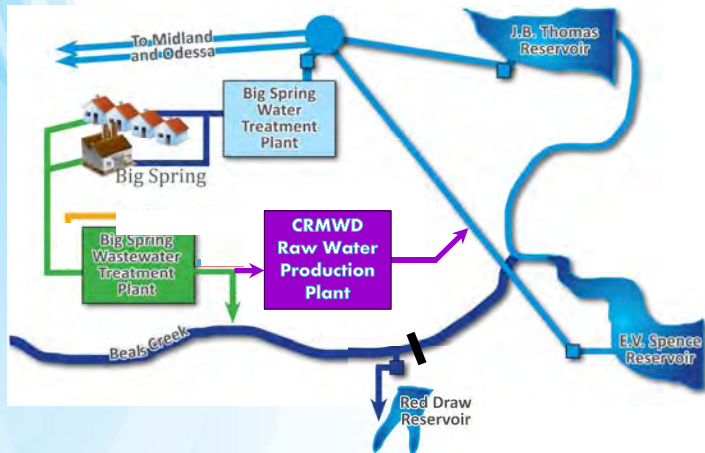 To Midland
and Odessa
J.B. Thomas
Reservoir
Big Spring
Water
Treatment
Plant
Big Spring
CRMWD
Raw Water
Production
Plant
Big Spring
Wastewater
Treatment
Plant
Beals Creek
E.V. Spence
Reservoir
Red Draw
Reservoir